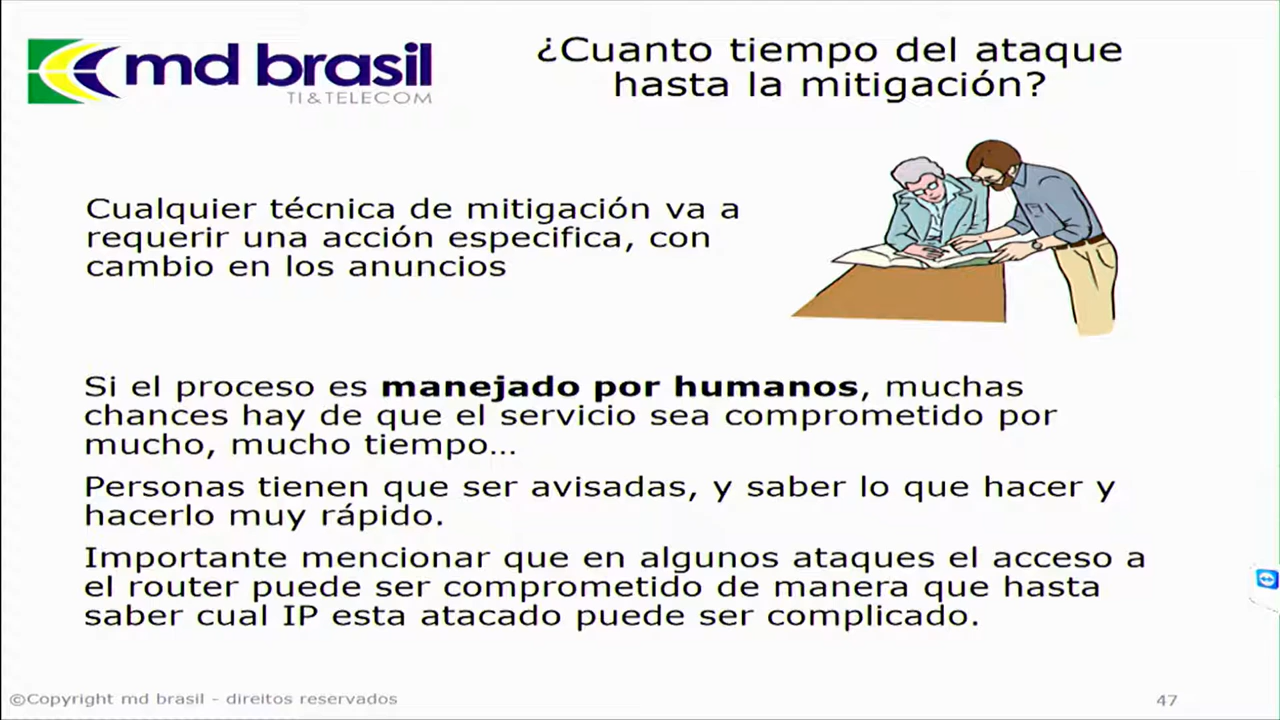 md brasil
TI & TELECOM
¿Cuanto tiempo del ataque
hasta la mitigación?
Cualquier técnica de mitigación va a
requerir una acción especifica, con
cambio en los anuncios
Si el proceso es manejado por humanos, muchas
chances hay de que el servicio sea comprometido por
mucho, mucho tiempo...
Personas tienen que ser avisadas, y saber lo que hacer y
hacerlo muy rápido.
Importante mencionar que en algunos ataques el acceso a
el router puede ser comprometido de manera que hasta
saber cual IP esta atacado puede ser complicado.
©Copyright md brasil - direitos reservados
47